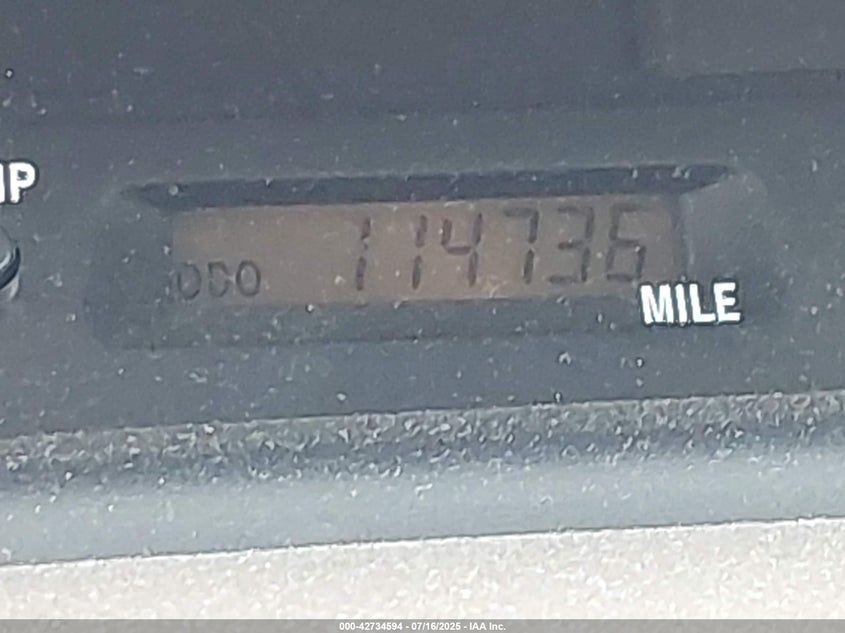 IP
ODO 114736
MILE
000-42734594 - 07/16/2025 - IAA Inc.